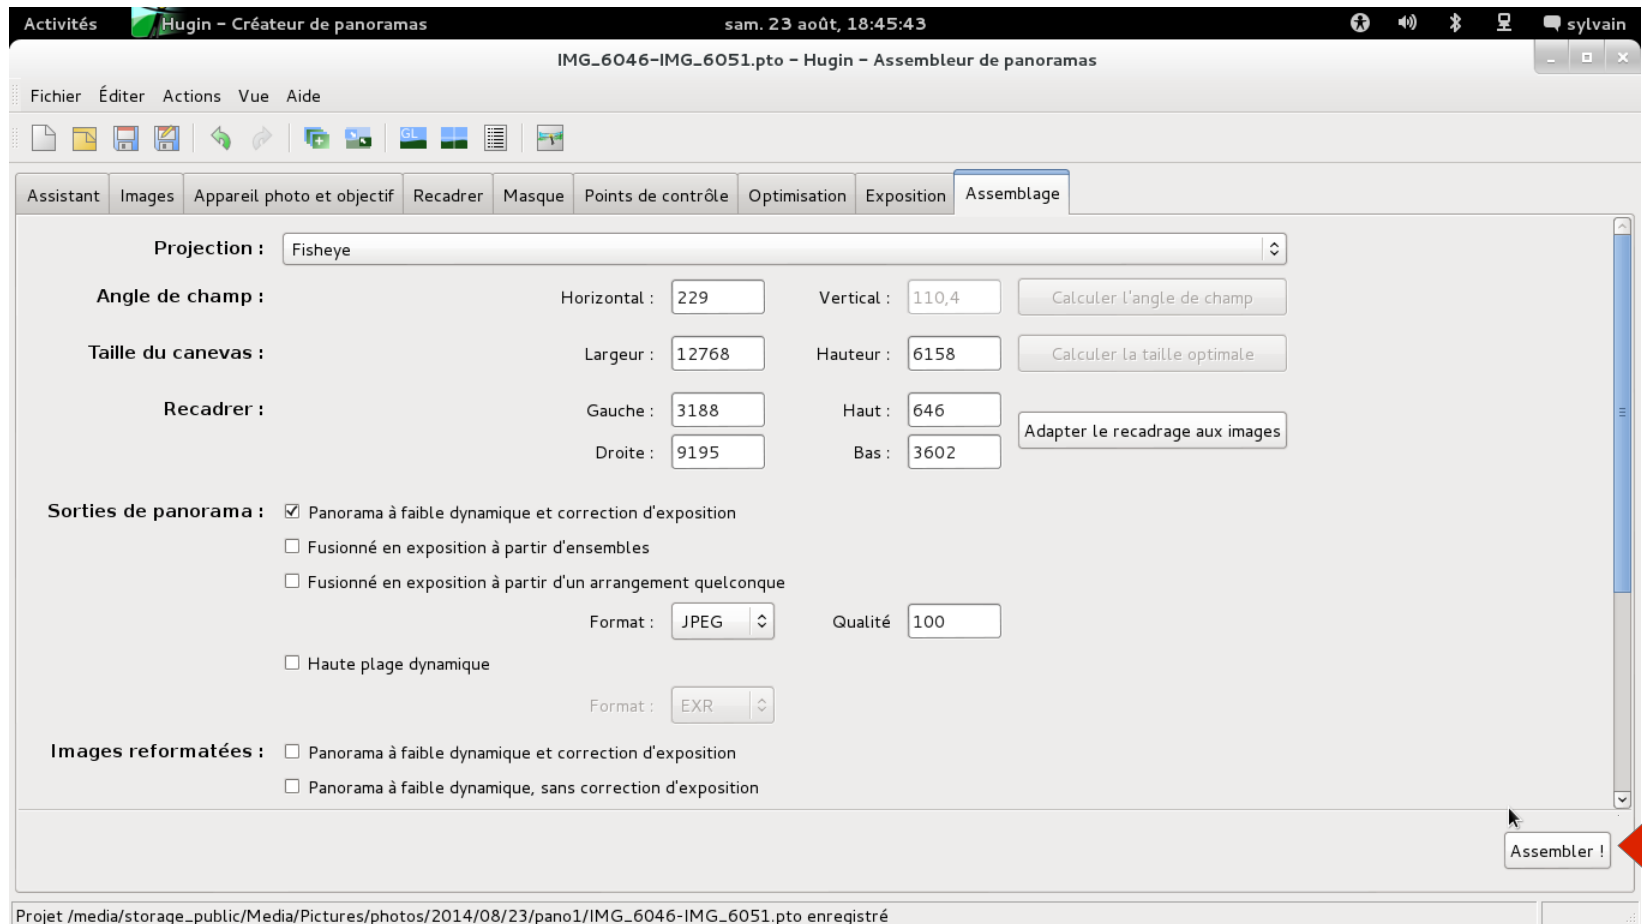 Activités Hugin – Créateur de panoramas sam. 23 août, 18:45:43 sylvain
IMG_6046-IMG_6051.pto – Hugin – Assembleur de panoramas
Fichier Éditer Actions Vue Aide
GL
Assistant Images Appareil photo et objectif Recadrer Masque Points de contrôle Optimisation Exposition Assemblage
Projection : Fisheye
Angle de champ : Horizontal : 229 Vertical : 110,4 Calculer l'angle de champ
Taille du canevas : Largeur : 12768 Hauteur : 6158 Calculer la taille optimale
Recadrer : Gauche : 3188 Haut : 646
Adapter le recadrage aux images
Droite : 9195 Bas : 3602
Sorties de panorama : Panorama à faible dynamique et correction d'exposition
Fusionné en exposition à partir d'ensembles
Fusionné en exposition à partir d'un arrangement quelconque
Format : JPEG Qualité 100
Haute plage dynamique
Format : EXR
Images reformatées : Panorama à faible dynamique et correction d'exposition
Panorama à faible dynamique, sans correction d'exposition
Assembler !
Projet /media/storage_public/Media/Pictures/photos/2014/08/23/pano1/IMG_6046-IMG_6051.pto enregistré